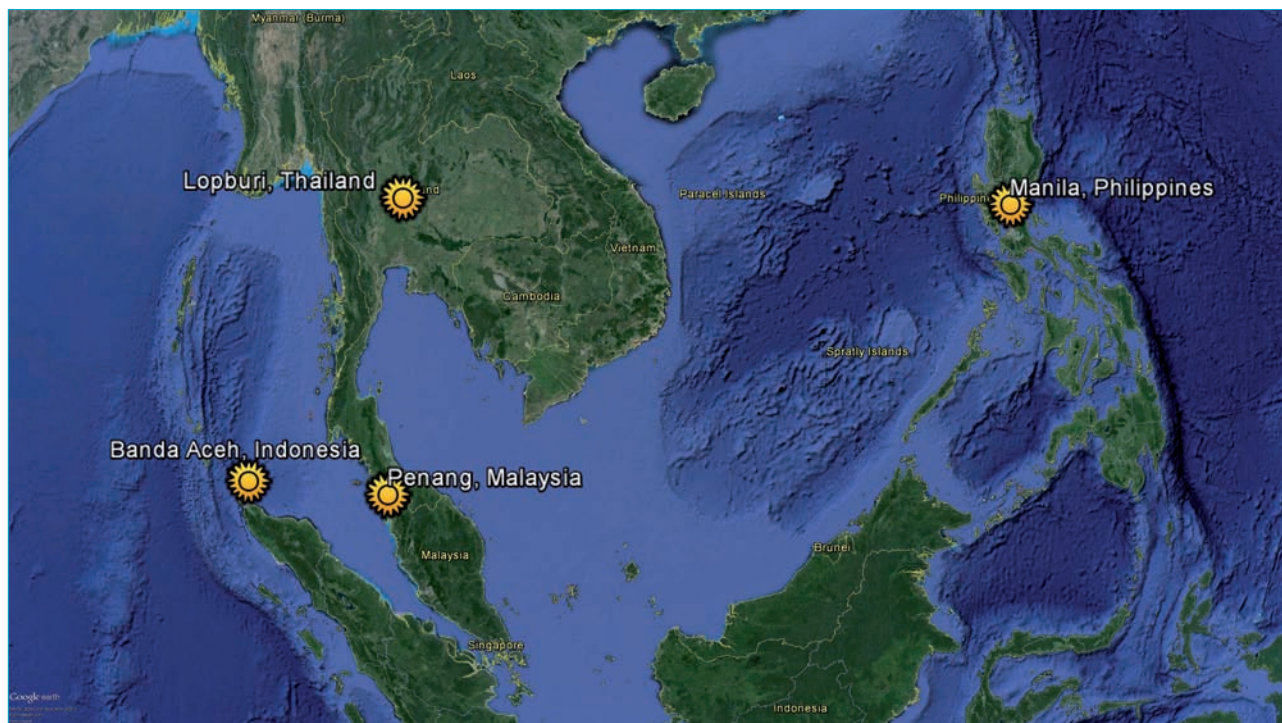 Myanmar (Burma)
Laos
Lopburi, Thailand
Paracel Islands
Philippin
Manila, Philippines
Vietnam
Cambodia
Spratly Islands
Banda Aceh, Indonesia
Penang, Malaysia
Malaysia
Brunei
Singapore
Google earth
Indonesia